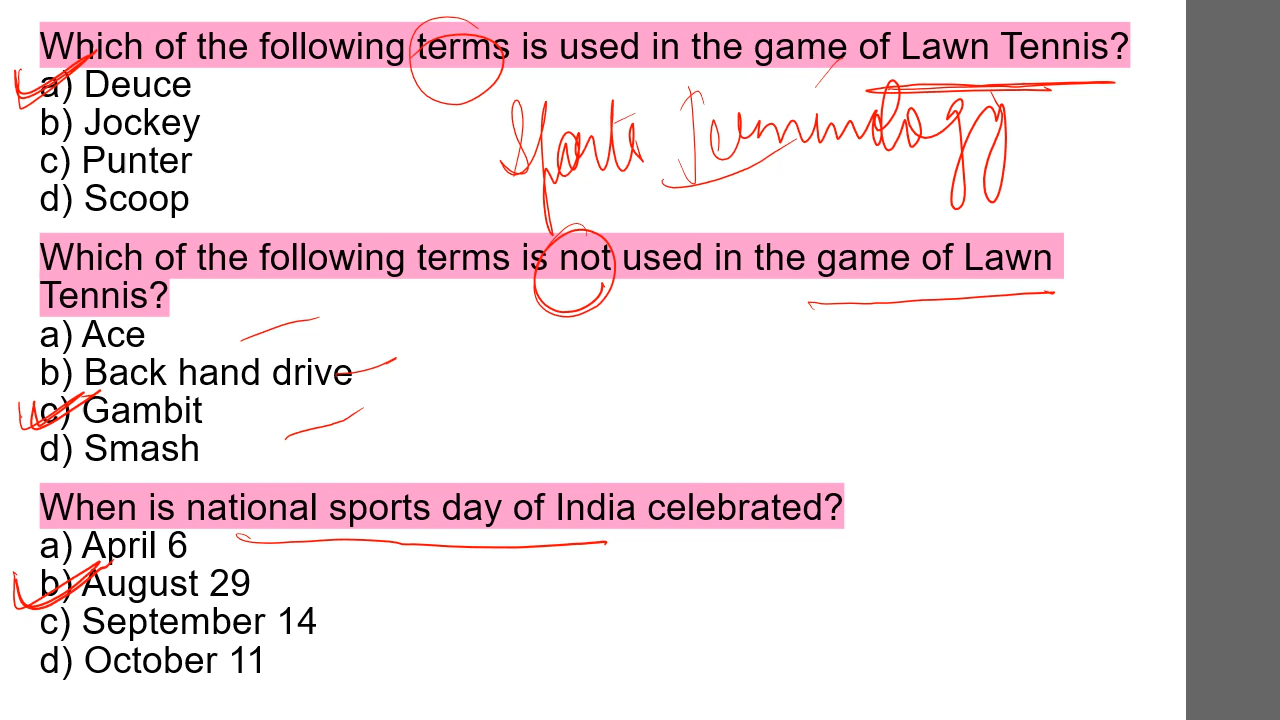 Which of the following terms is used in the game of Lawn Tennis?
a) Deuce
b) Jockey
Sports Terminology
c) Punter
d) Scoop
Which of the following terms is not used in the game of Lawn
Tennis?
a) Ace
b) Back hand drive
c) Gambit
d) Smash
When is national sports day of India celebrated?
a) April 6
b) August 29
c) September 14
d) October 11